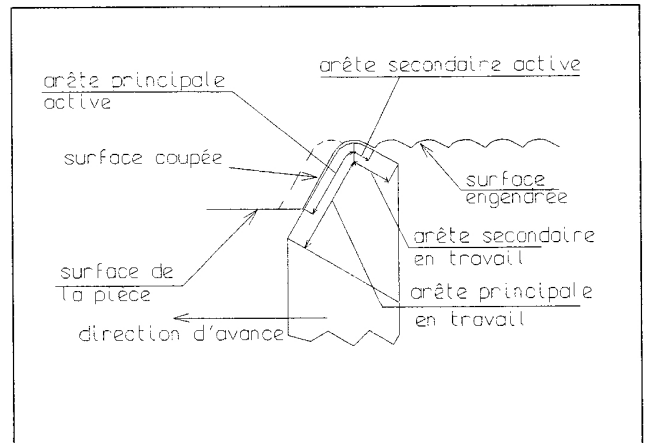 arête secondaire active
arête principale
active
surface coupée
surface
engendrée
arête secondaire
en travail
surface de
la pièce
arête principale
en travail
direction d'avance